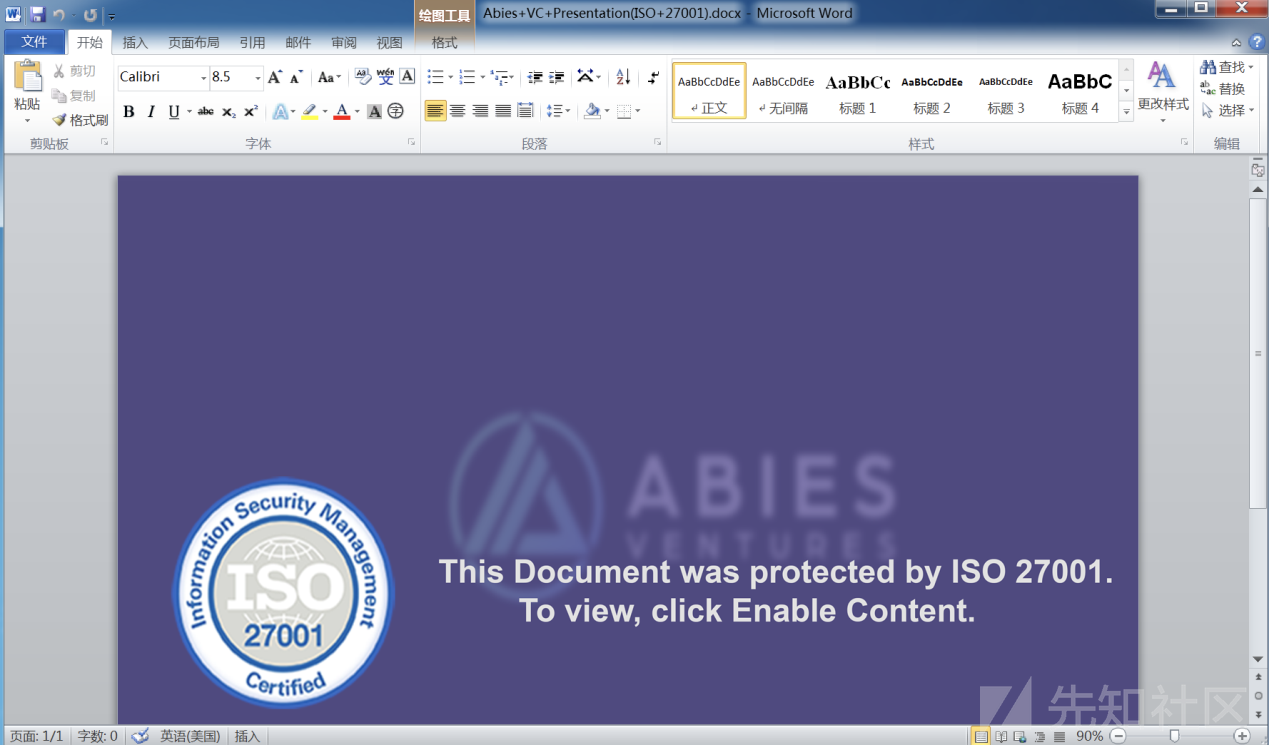 绘图工具 Abies+VC+Presentation(ISO+27001).docx - Microsoft Word
文件 开始 插入 页面布局 引用 邮件 审阅 视图 格式
剪切
复制
格式刷
粘贴
剪贴板
Calibri 8.5 Aa
B I U abc x₂ x² A A A 字
字体
段落
AaBbCcDdEe AaBbCcDdEe AaBbCc AaBbCcDdEe AaBbCcDdEe AaBbC
正文 无间隔 标题 1 标题 2 标题 3 标题 4
更改样式
样式
查找
替换
选择
编辑
ABIES
VENTURES
Information Security Management
ISO
27001
Certified
This Document was protected by ISO 27001.
To view, click Enable Content.
先知社区
页面: 1/1 字数: 0 英语(美国) 插入 90%